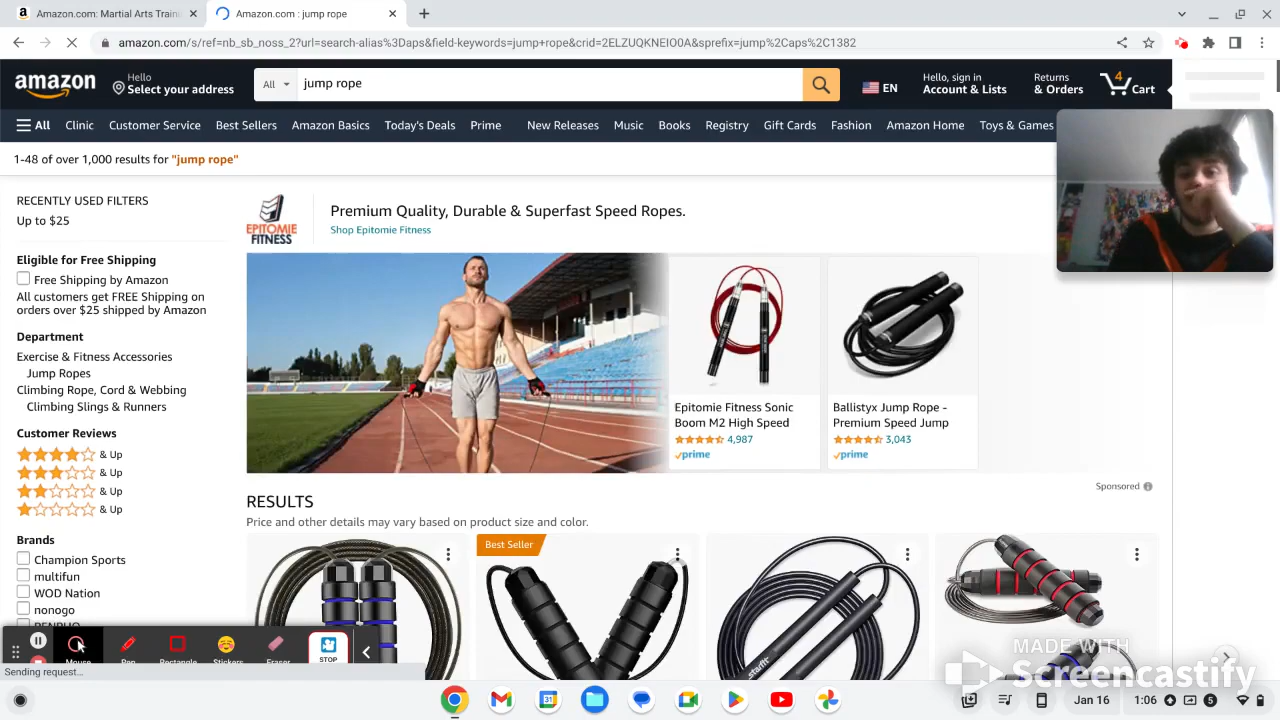 Amazon.com: Martial Arts Traini
Amazon.com : jump rope
amazon.com/s/ref=nb_sb_noss_2?url=search-alias%3Daps&field-keywords=jump+rope&crid=2ELZUQKNEIO0A&sprefix=jump%2Caps%2C1382
amazon
Hello
Select your address
All
jump rope
EN
Hello, sign in
Account & Lists
Returns
& Orders
4
Cart
All
Clinic
Customer Service
Best Sellers
Amazon Basics
Today's Deals
Prime
New Releases
Music
Books
Registry
Gift Cards
Fashion
Amazon Home
Toys & Games
1-48 of over 1,000 results for "jump rope"
RECENTLY USED FILTERS
Up to $25
Eligible for Free Shipping
Free Shipping by Amazon
All customers get FREE Shipping on
orders over $25 shipped by Amazon
Department
Exercise & Fitness Accessories
Jump Ropes
Climbing Rope, Cord & Webbing
Climbing Slings & Runners
Customer Reviews
& Up
& Up
& Up
& Up
Brands
Champion Sports
multifun
WOD Nation
nonogo
EPITOMIE
FITNESS
Premium Quality, Durable & Superfast Speed Ropes.
Shop Epitomie Fitness
Epitomie Fitness Sonic
Boom M2 High Speed
4,987
prime
Ballistyx Jump Rope -
Premium Speed Jump
3,043
prime
Sponsored
RESULTS
Price and other details may vary based on product size and color.
Best Seller
starfit
Mouse
Pen
Rectangle
Stickers
Eraser
STOP
Sending request...
MADE WITH
Screencastify
31
Jan 16
1:06
5